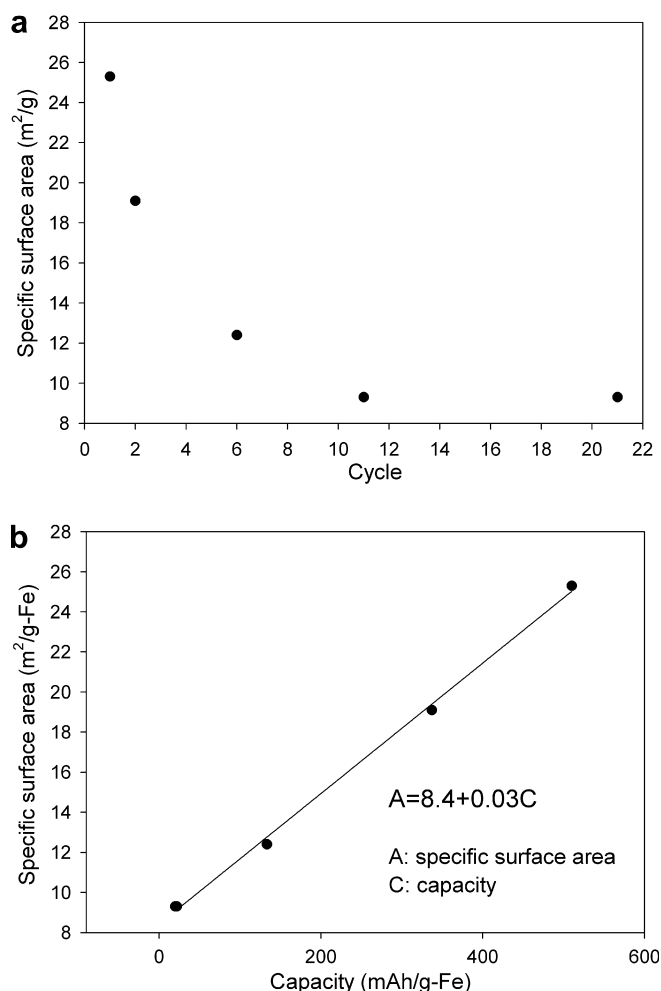 a
28
26
24
22
20
18
16
14
12
10
8
Specific surface area (m²/g)
0 2 4 6 8 10 12 14 16 18 20 22
Cycle
b
28
26
24
22
20
18
16
14
12
10
8
Specific surface area (m²/g-Fe)
A=8.4+0.03C
A: specific surface area
C: capacity
0 200 400 600
Capacity (mAh/g-Fe)